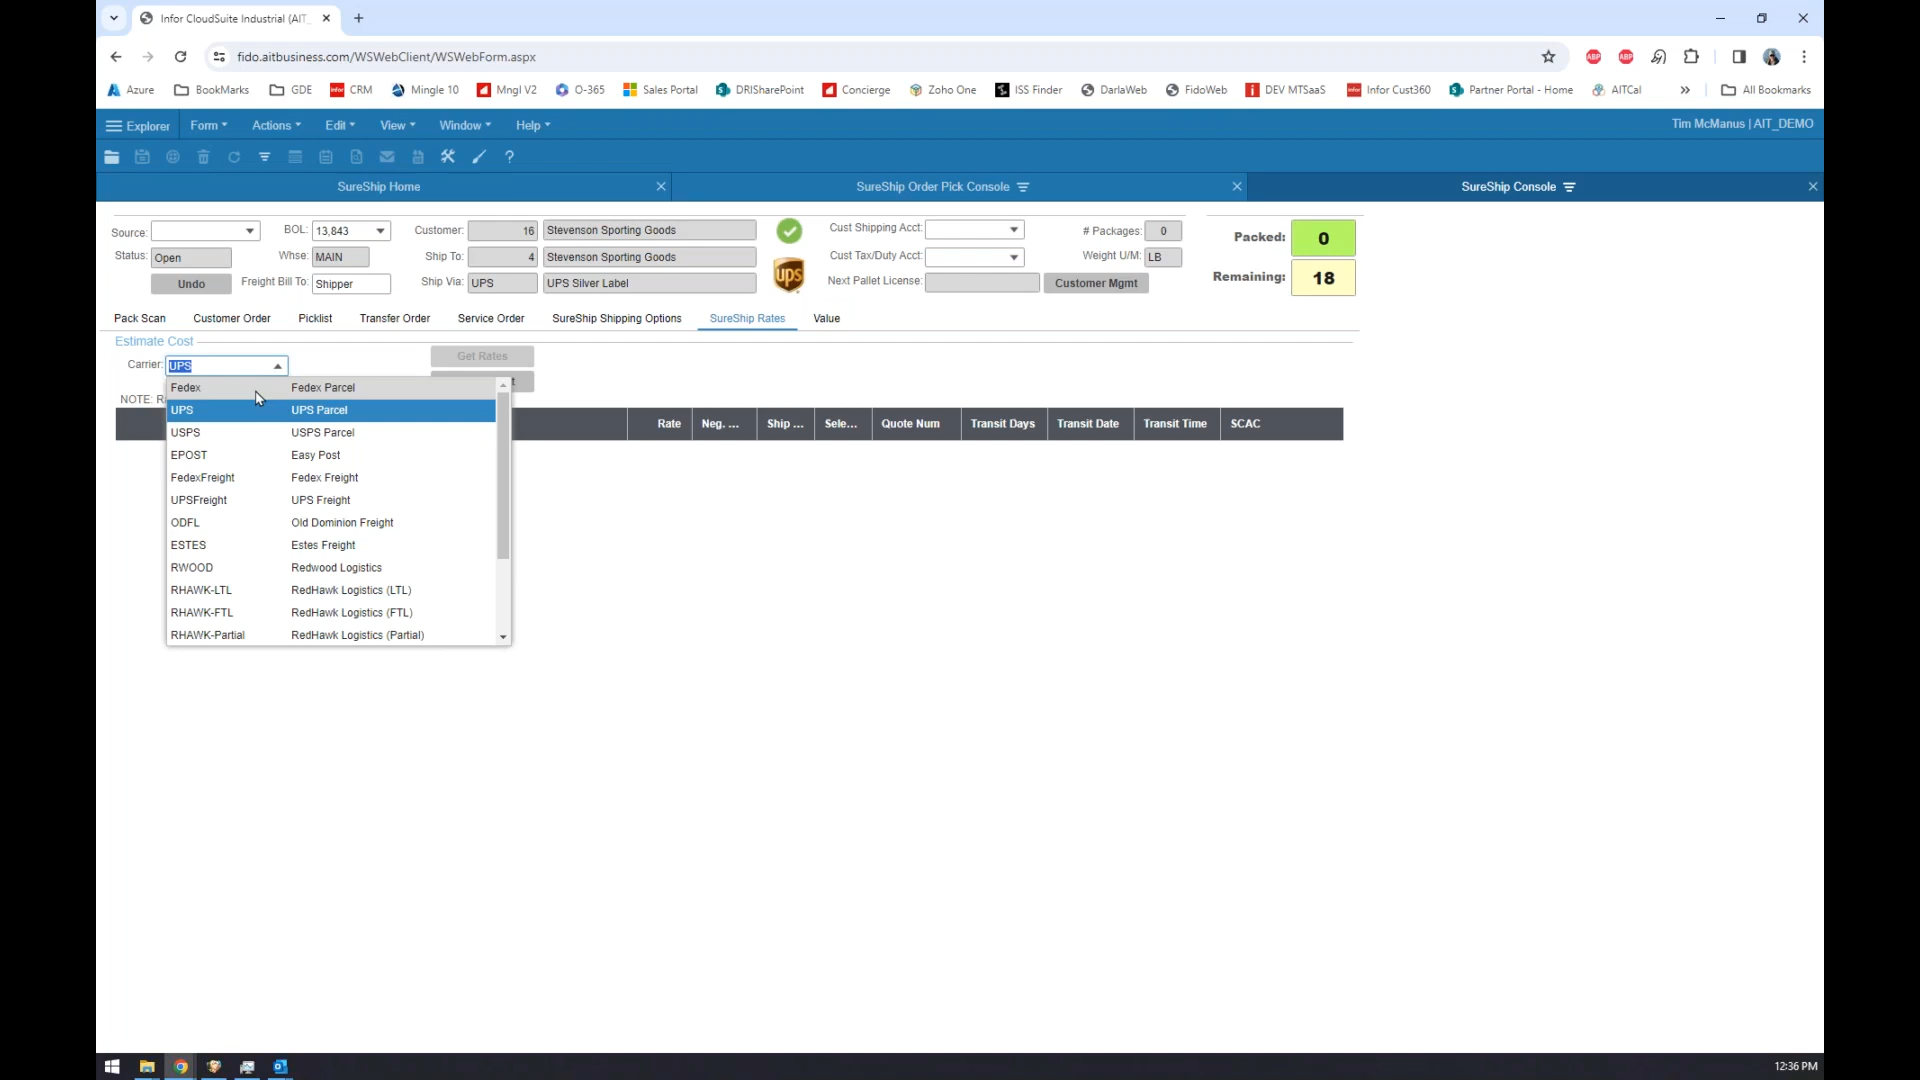 Infor CloudSuite Industrial (AIT_
fido.aitbusiness.com/WSWebClient/WSWebForm.aspx
ABP ABP
Azure BookMarks GDE infor CRM Mingle 10 Mngl V2 O-365 Sales Portal DRISharePoint Concierge Zoho One ISS Finder DarlaWeb FidoWeb DEV MTSaaS infor Infor Cust360 Partner Portal - Home AITCal » All Bookmarks
Explorer Form Actions Edit View Window Help Tim McManus | AIT_DEMO
SureShip Home SureShip Order Pick Console SureShip Console
Source: BOL: 13,843 Customer: 16 Stevenson Sporting Goods Cust Shipping Acct: # Packages: 0 Packed: 0
Status: Open Whse: MAIN Ship To: 4 Stevenson Sporting Goods Cust Tax/Duty Acct: Weight U/M: LB
Undo Freight Bill To: Shipper Ship Via: UPS UPS Silver Label ups Next Pallet License: Customer Mgmt Remaining: 18
Pack Scan Customer Order Picklist Transfer Order Service Order SureShip Shipping Options SureShip Rates Value
Estimate Cost
Carrier: UPS Get Rates
Fedex Fedex Parcel
NOTE:
UPS UPS Parcel
Rate Neg. ... Ship ... Sele... Quote Num Transit Days Transit Date Transit Time SCAC
USPS USPS Parcel
EPOST Easy Post
FedexFreight Fedex Freight
UPSFreight UPS Freight
ODFL Old Dominion Freight
ESTES Estes Freight
RWOOD Redwood Logistics
RHAWK-LTL RedHawk Logistics (LTL)
RHAWK-FTL RedHawk Logistics (FTL)
RHAWK-Partial RedHawk Logistics (Partial)
12:36 PM